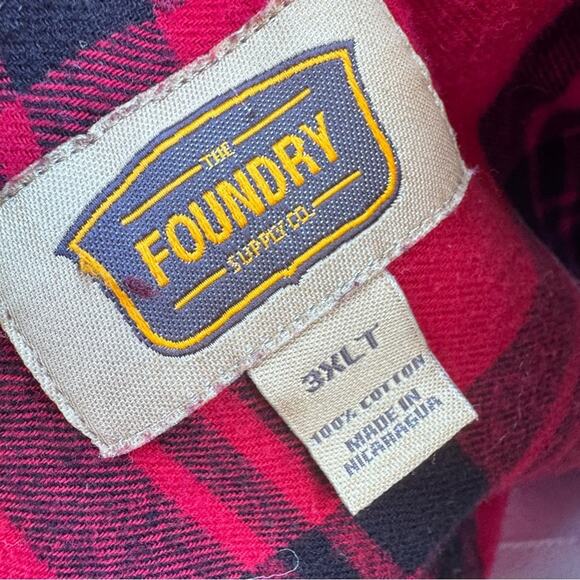 THE
FOUNDRY
SUPPLY CO.
3XLT
100% COTTON
MADE IN
NICARAGUA